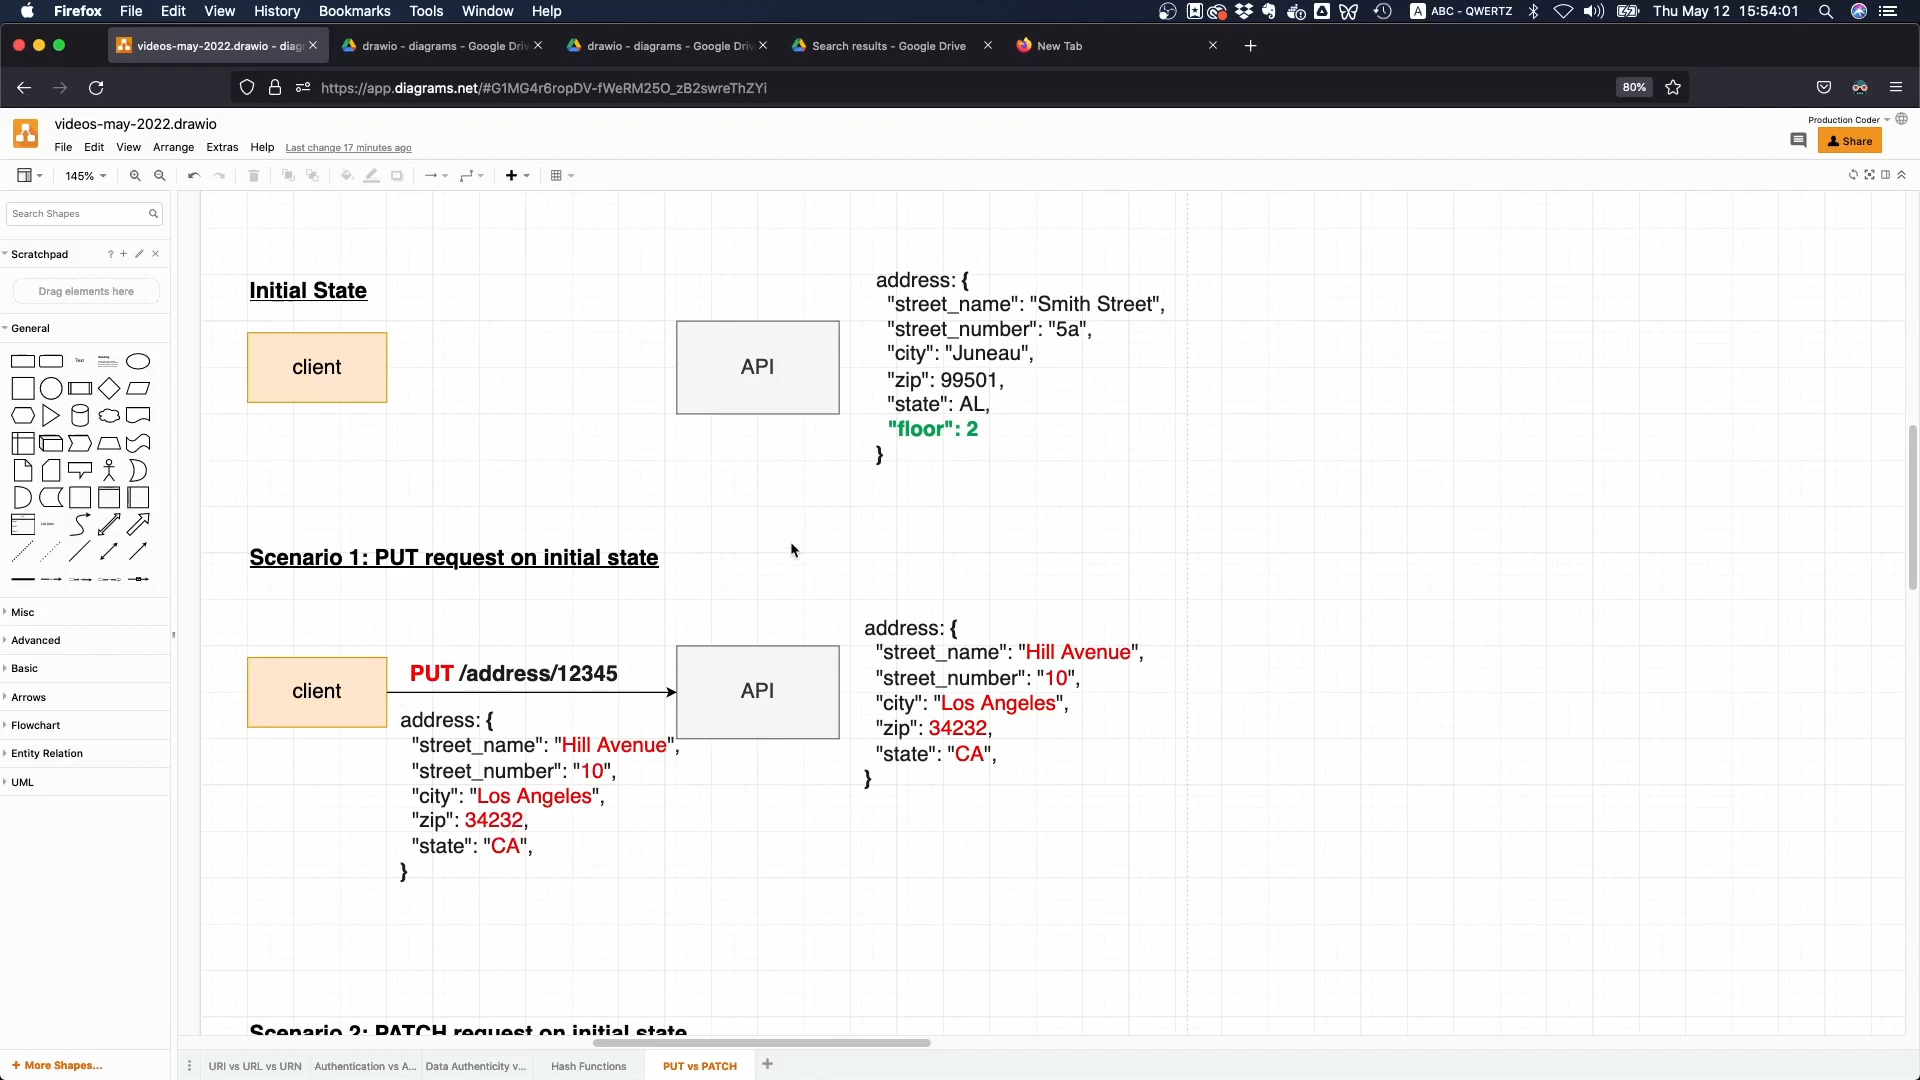 Firefox File Edit View History Bookmarks Tools Window Help
ABC - QWERTZ Thu May 12 15:54:01
videos-may-2022.drawio - diag
drawio - diagrams - Google Driv
drawio - diagrams - Google Driv
Search results - Google Drive
New Tab
https://app.diagrams.net/#G1MG4r6ropDV-fWeRM25O_zB2swreThZYi
80%
videos-may-2022.drawio
Production Coder
File Edit View Arrange Extras Help Last change 17 minutes ago
Share
145%
Search Shapes
Scratchpad
?
Drag elements here
General
Text
Heading
List Item
Misc
Advanced
Basic
Arrows
Flowchart
Entity Relation
UML
+ More Shapes...
Initial State
client
API
address: {
"street_name": "Smith Street",
"street_number": "5a",
"city": "Juneau",
"zip": 99501,
"state": AL,
"floor": 2
}
Scenario 1: PUT request on initial state
client
PUT /address/12345
API
address: {
"street_name": "Hill Avenue",
"street_number": "10",
"city": "Los Angeles",
"zip": 34232,
"state": "CA",
}
address: {
"street_name": "Hill Avenue",
"street_number": "10",
"city": "Los Angeles",
"zip": 34232,
"state": "CA",
}
Scenario 2: PATCH request on initial state
URI vs URL vs URN
Authentication vs A...
Data Authenticity v...
Hash Functions
PUT vs PATCH